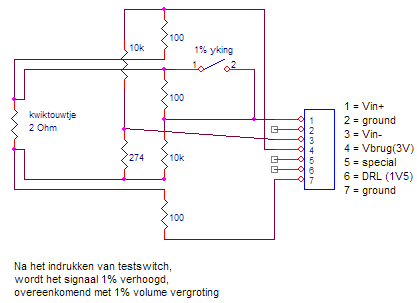 100
10k
1% yking
1 2
100
kwiktouwtje
2 Ohm
274
10k
100
1
2
3
4
5
6
7
1 = Vin+
2 = ground
3 = Vin-
4 = Vbrug(3V)
5 = special
6 = DRL (1V5)
7 = ground
Na het indrukken van testswitch,
wordt het signaal 1% verhoogd,
overeenkomend met 1% volume vergroting